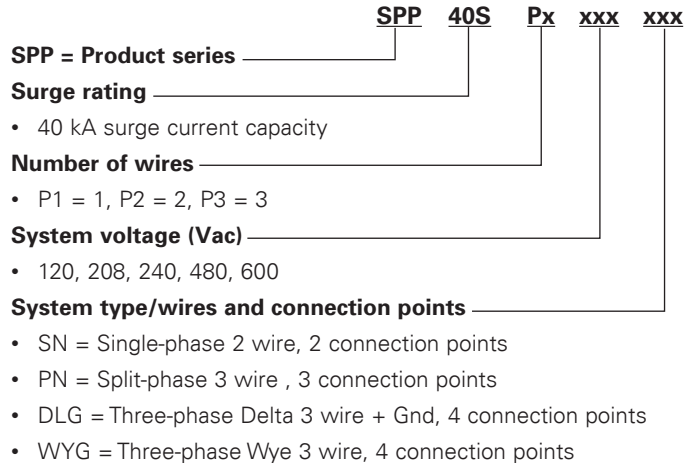 SPP 40S Px xxx xxx
SPP = Product series
Surge rating
• 40 kA surge current capacity
Number of wires
• P1 = 1, P2 = 2, P3 = 3
System voltage (Vac)
• 120, 208, 240, 480, 600
System type/wires and connection points
• SN = Single-phase 2 wire, 2 connection points
• PN = Split-phase 3 wire , 3 connection points
• DLG = Three-phase Delta 3 wire + Gnd, 4 connection points
• WYG = Three-phase Wye 3 wire, 4 connection points